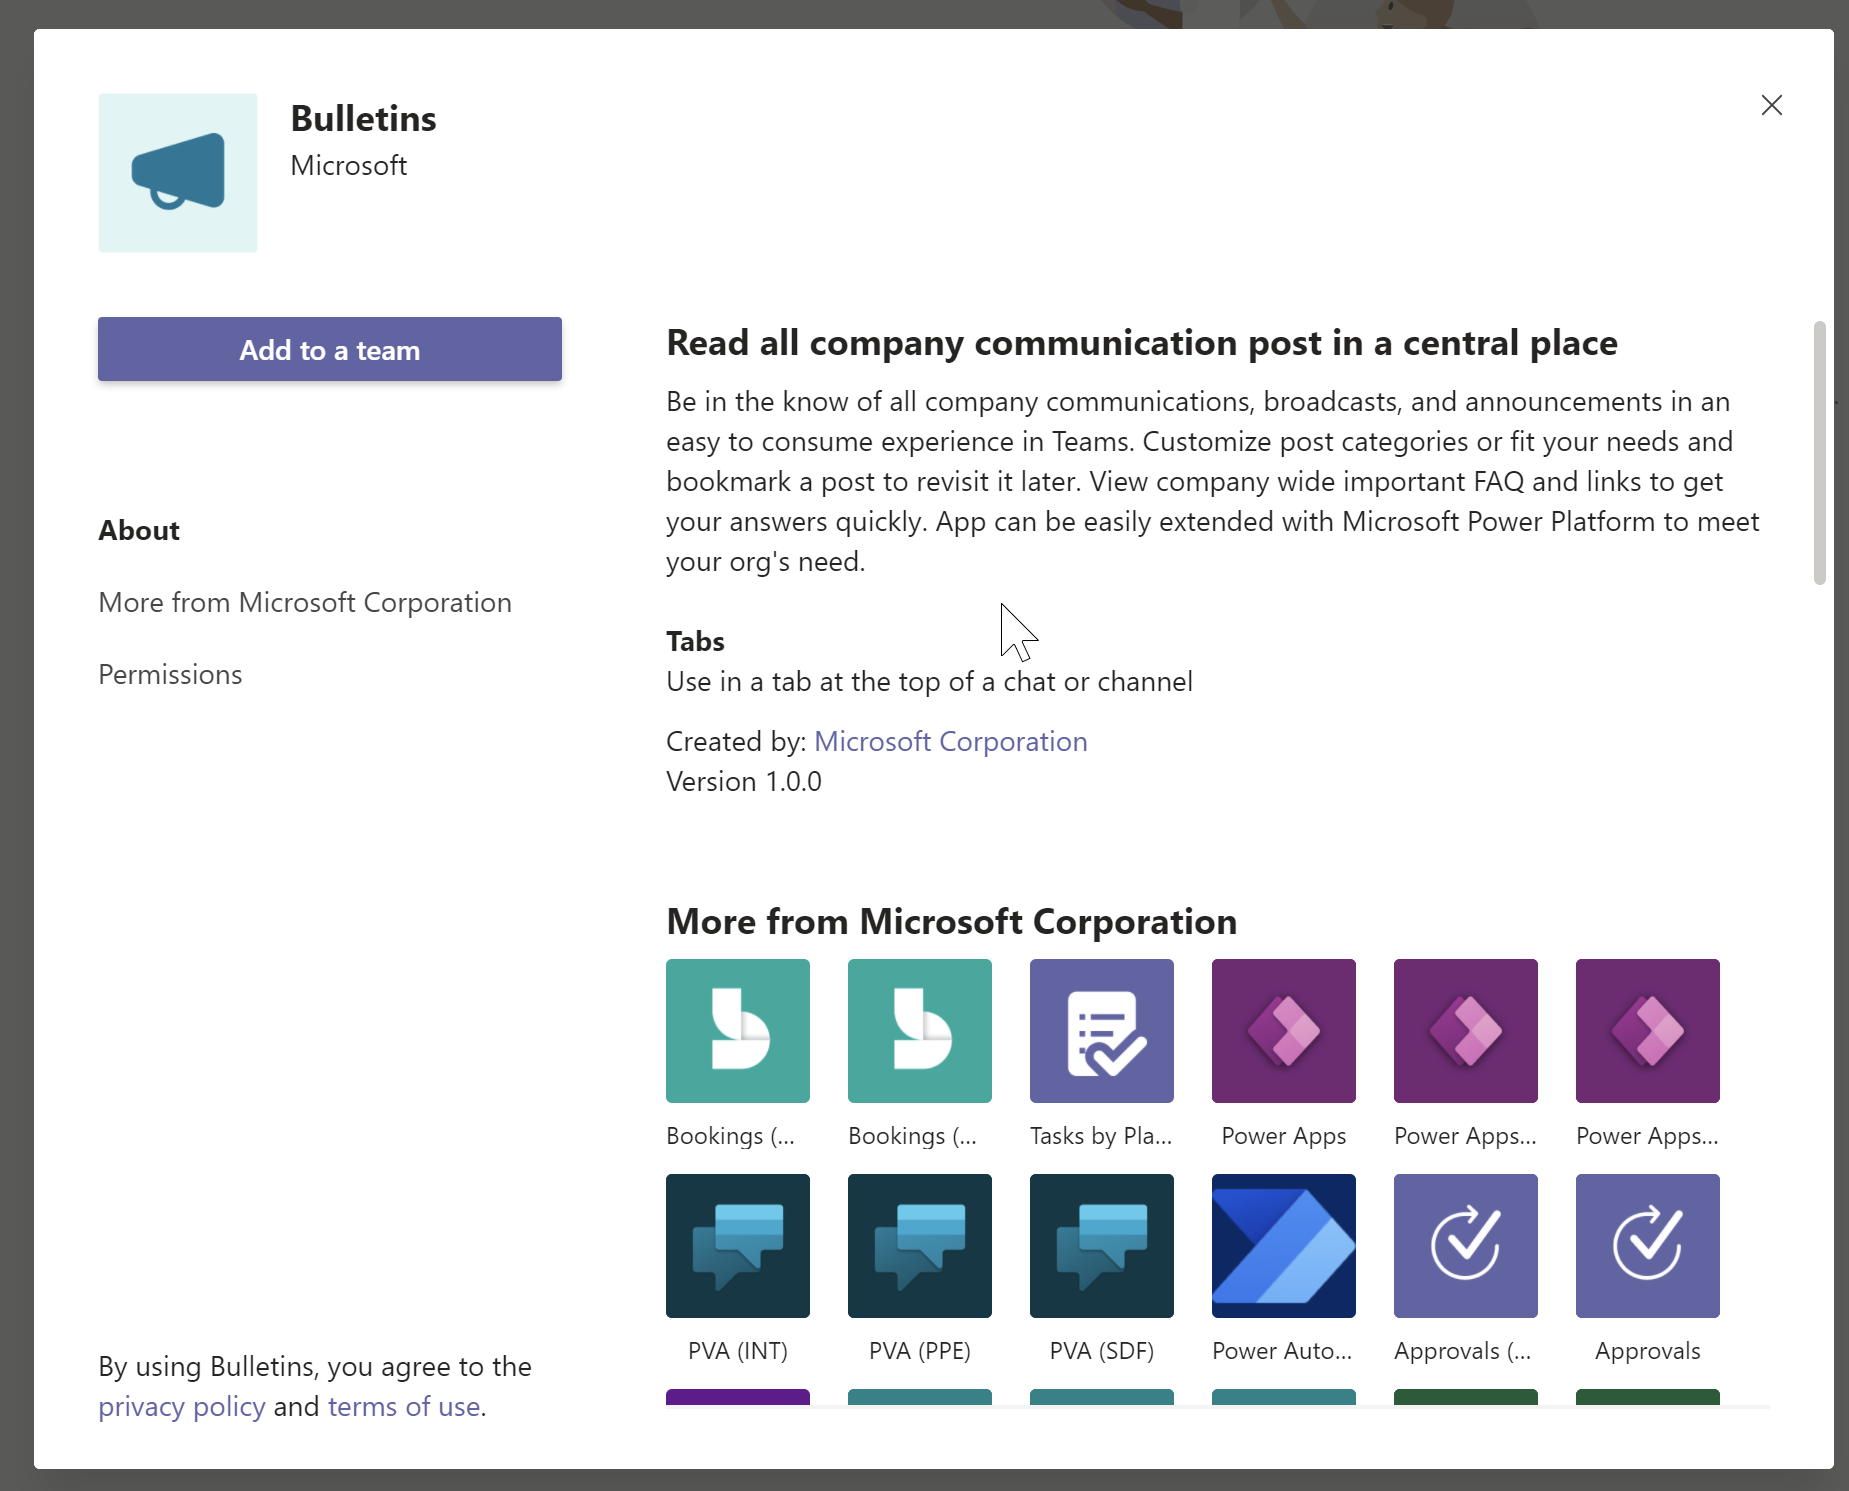 Bulletins
Microsoft
Add to a team
About
More from Microsoft Corporation
Permissions
By using Bulletins, you agree to the
privacy policy and terms of use.
Read all company communication post in a central place
Be in the know of all company communications, broadcasts, and announcements in an
easy to consume experience in Teams. Customize post categories or fit your needs and
bookmark a post to revisit it later. View company wide important FAQ and links to get
your answers quickly. App can be easily extended with Microsoft Power Platform to meet
your org's need.
Tabs
Use in a tab at the top of a chat or channel
Created by: Microsoft Corporation
Version 1.0.0
More from Microsoft Corporation
Bookings (... Bookings (... Tasks by Pla... Power Apps Power Apps... Power Apps...
PVA (INT) PVA (PPE) PVA (SDF) Power Auto... Approvals (... Approvals